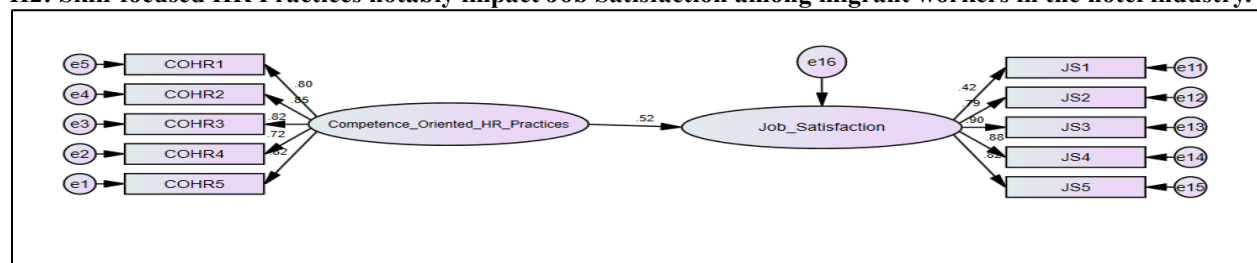 H2: Skill-focused HR Practices notably impact Job Satisfaction among migrant workers in the hotel industry.
e5 COHR1 .80
e4 COHR2 .85
e3 COHR3 .82
e2 COHR4 .72
e1 COHR5
Competence_Oriented_HR_Practices .52 Job_Satisfaction
e16
.42 JS1 e11
.79 JS2 e12
.90 JS3 e13
.88 JS4 e14
.82 JS5 e15